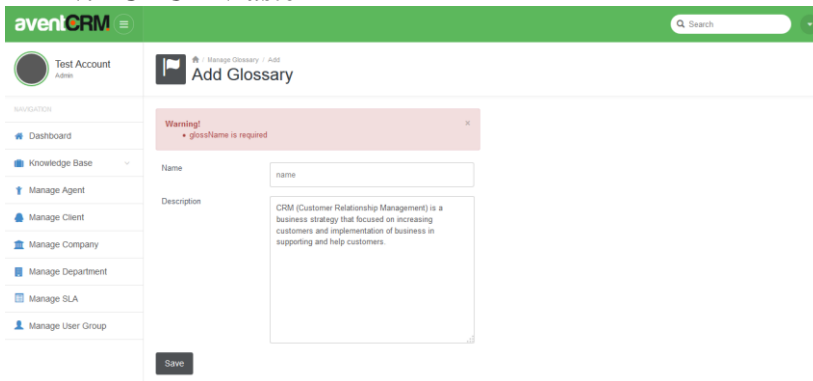 aventCRM
Search
Test Account
Admin
/ Manage Glossary / Add
Add Glossary
NAVIGATION
Dashboard
Knowledge Base
Manage Agent
Manage Client
Manage Company
Manage Department
Manage SLA
Manage User Group
Warning!
• glossName is required
×
Name
name
Description
CRM (Customer Relationship Management) is a
business strategy that focused on increasing
customers and implementation of business in
supporting and help customers.
Save